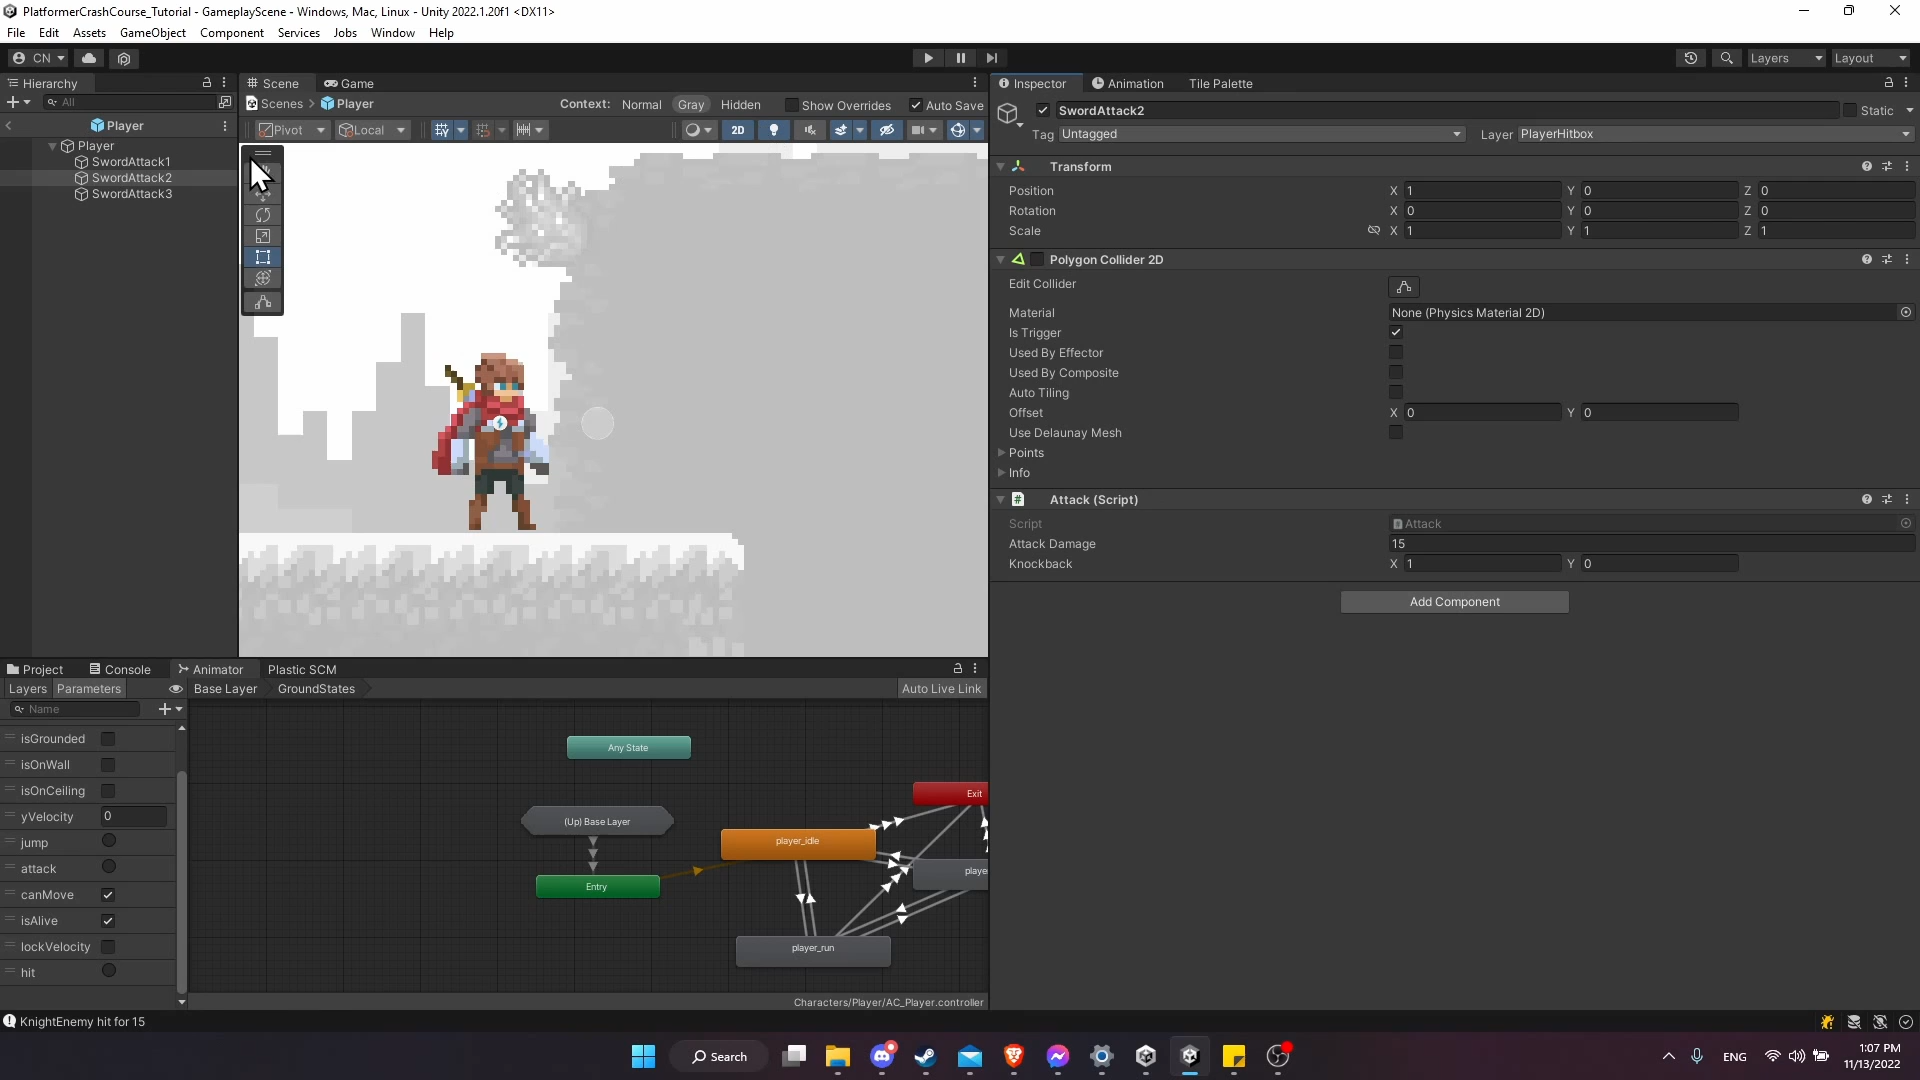 PlatformerCrashCourse_Tutorial - GameplayScene - Windows, Mac, Linux - Unity 2022.1.20f1 <DX11>
File Edit Assets GameObject Component Services Jobs Window Help
CN Layers Layout
Hierarchy Scene Game Inspector Animation Tile Palette
All Scenes Player Context: Normal Gray Hidden Show Overrides Auto Save
SwordAttack2 Static
Player Pivot Local 2D Tag Untagged Layer PlayerHitbox
Player
SwordAttack1
SwordAttack2
SwordAttack3
Transform
Position X 1 Y 0 Z 0
Rotation X 0 Y 0 Z 0
Scale X 1 Y 1 Z 1
Polygon Collider 2D
Edit Collider
Material None (Physics Material 2D)
Is Trigger
Used By Effector
Used By Composite
Auto Tiling
Offset X 0 Y 0
Use Delaunay Mesh
Points
Info
# Attack (Script)
Script Attack
Attack Damage 15
Knockback X 1 Y 0
Add Component
Project Console Animator Plastic SCM
Layers Parameters Base Layer GroundStates Auto Live Link
Name
isGrounded
isOnWall
isOnCeiling
yVelocity 0
jump
attack
canMove
isAlive
lockVelocity
hit
Any State
Exit
(Up) Base Layer
player_idle
player
Entry
player_run
Characters/Player/AC_Player.controller
KnightEnemy hit for 15
Search ENG 1:07 PM
11/13/2022